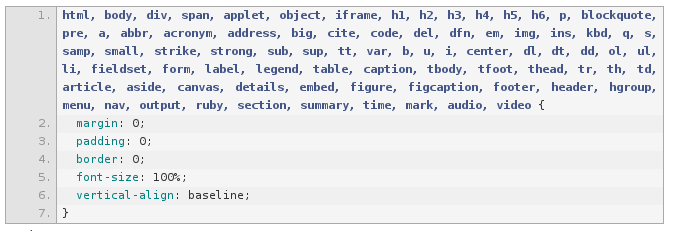 1. html, body, div, span, applet, object, iframe, h1, h2, h3, h4, h5, h6, p, blockquote,
pre, a, abbr, acronym, address, big, cite, code, del, dfn, em, img, ins, kbd, q, s,
samp, small, strike, strong, sub, sup, tt, var, b, u, i, center, dl, dt, dd, ol, ul,
li, fieldset, form, label, legend, table, caption, tbody, tfoot, thead, tr, th, td,
article, aside, canvas, details, embed, figure, figcaption, footer, header, hgroup,
menu, nav, output, ruby, section, summary, time, mark, audio, video {
2. margin: 0;
3. padding: 0;
4. border: 0;
5. font-size: 100%;
6. vertical-align: baseline;
7. }